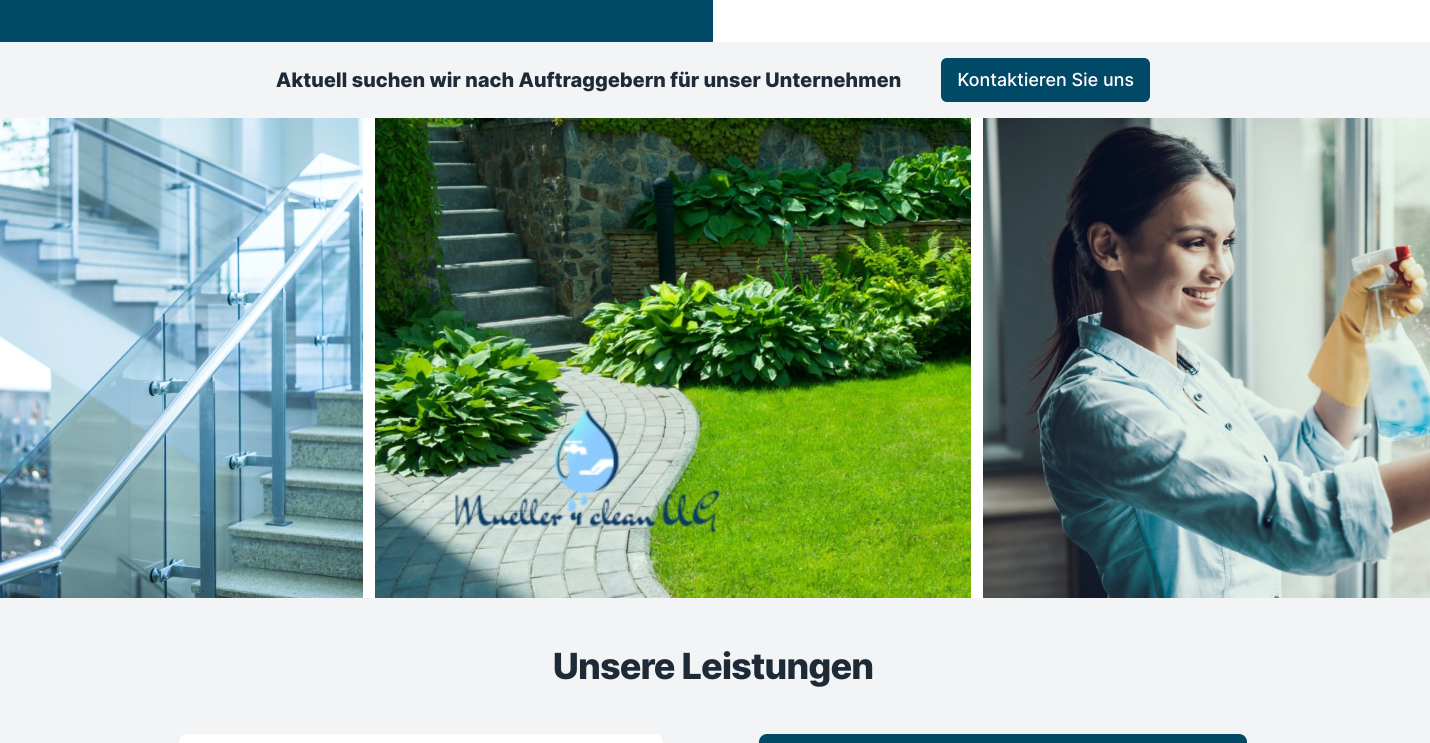 Aktuell suchen wir nach Auftraggebern für unser Unternehmen
Kontaktieren Sie uns
Mueller y clean UG
Unsere Leistungen